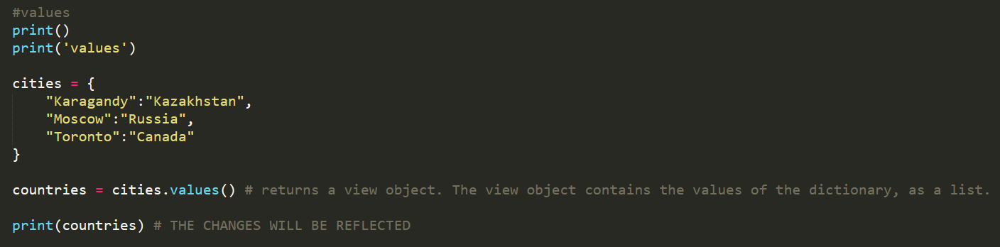 #values
print()
print('values')
cities = {
    "Karagandy":"Kazakhstan",
    "Moscow":"Russia",
    "Toronto":"Canada"
}
countries = cities.values() # returns a view object. The view object contains the values of the dictionary, as a list.
print(countries) # THE CHANGES WILL BE REFLECTED